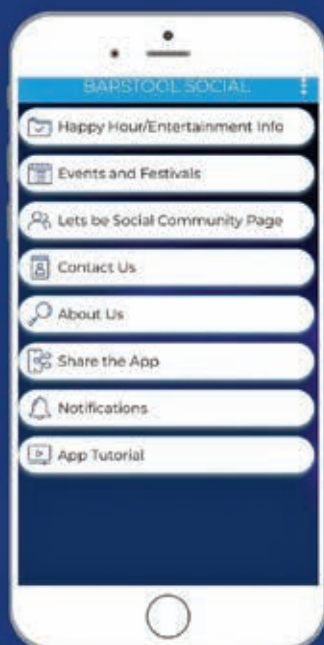 BARSTOOL SOCIAL
Happy Hour/Entertainment Info
Events and Festivals
Lets be Social Community Page
Contact Us
About Us
Share the App
Notifications
App Tutorial